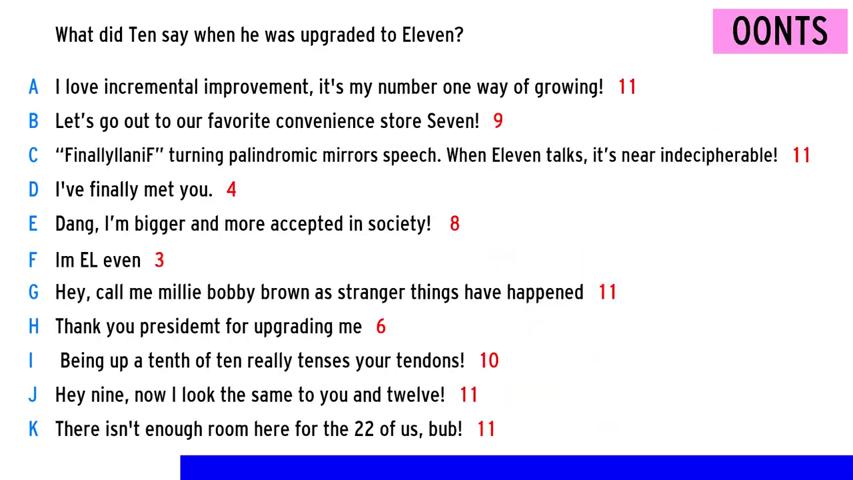 What did Ten say when he was upgraded to Eleven?
OONTS
A I love incremental improvement, it's my number one way of growing! 11
B Let’s go out to our favorite convenience store Seven! 9
C “FinallyllaniF” turning palindromic mirrors speech. When Eleven talks, it’s near indecipherable! 11
D I've finally met you. 4
E Dang, I’m bigger and more accepted in society! 8
F Im EL even 3
G Hey, call me millie bobby brown as stranger things have happened 11
H Thank you presidemt for upgrading me 6
I Being up a tenth of ten really tenses your tendons! 10
J Hey nine, now I look the same to you and twelve! 11
K There isn't enough room here for the 22 of us, bub! 11